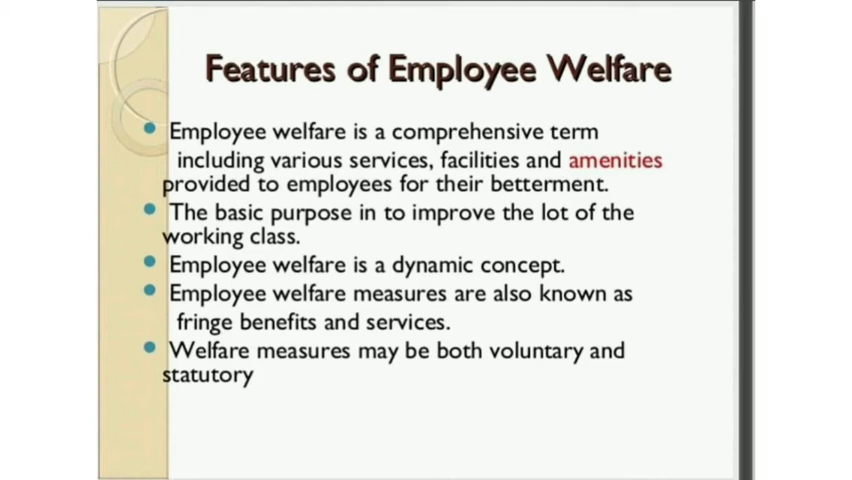 Features of Employee Welfare
Employee welfare is a comprehensive term
including various services, facilities and amenities
provided to employees for their betterment.
The basic purpose in to improve the lot of the
working class.
Employee welfare is a dynamic concept.
Employee welfare measures are also known as
fringe benefits and services.
Welfare measures may be both voluntary and
statutory